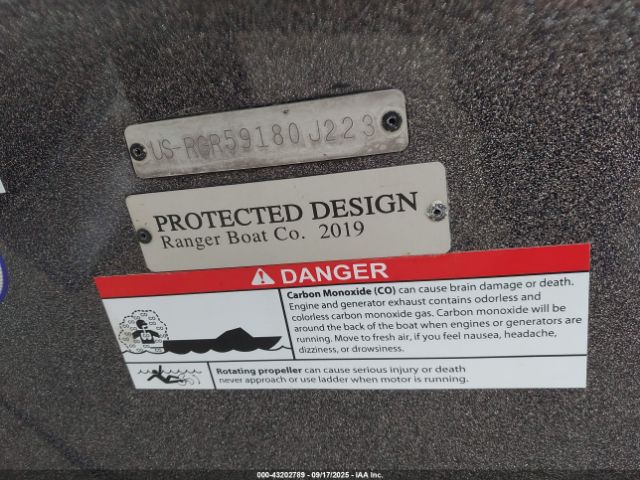 US-RGR59180J223
PROTECTED DESIGN
Ranger Boat Co. 2019
DANGER
Carbon Monoxide (CO) can cause brain damage or death.
Engine and generator exhaust contains odorless and
colorless carbon monoxide gas. Carbon monoxide will be
around the back of the boat when engines or generators are
running. Move to fresh air, if you feel nausea, headache,
dizziness, or drowsiness.
Rotating propeller can cause serious injury or death
never approach or use ladder when motor is running.
000-43202789 - 09/17/2025 - IAA Inc.